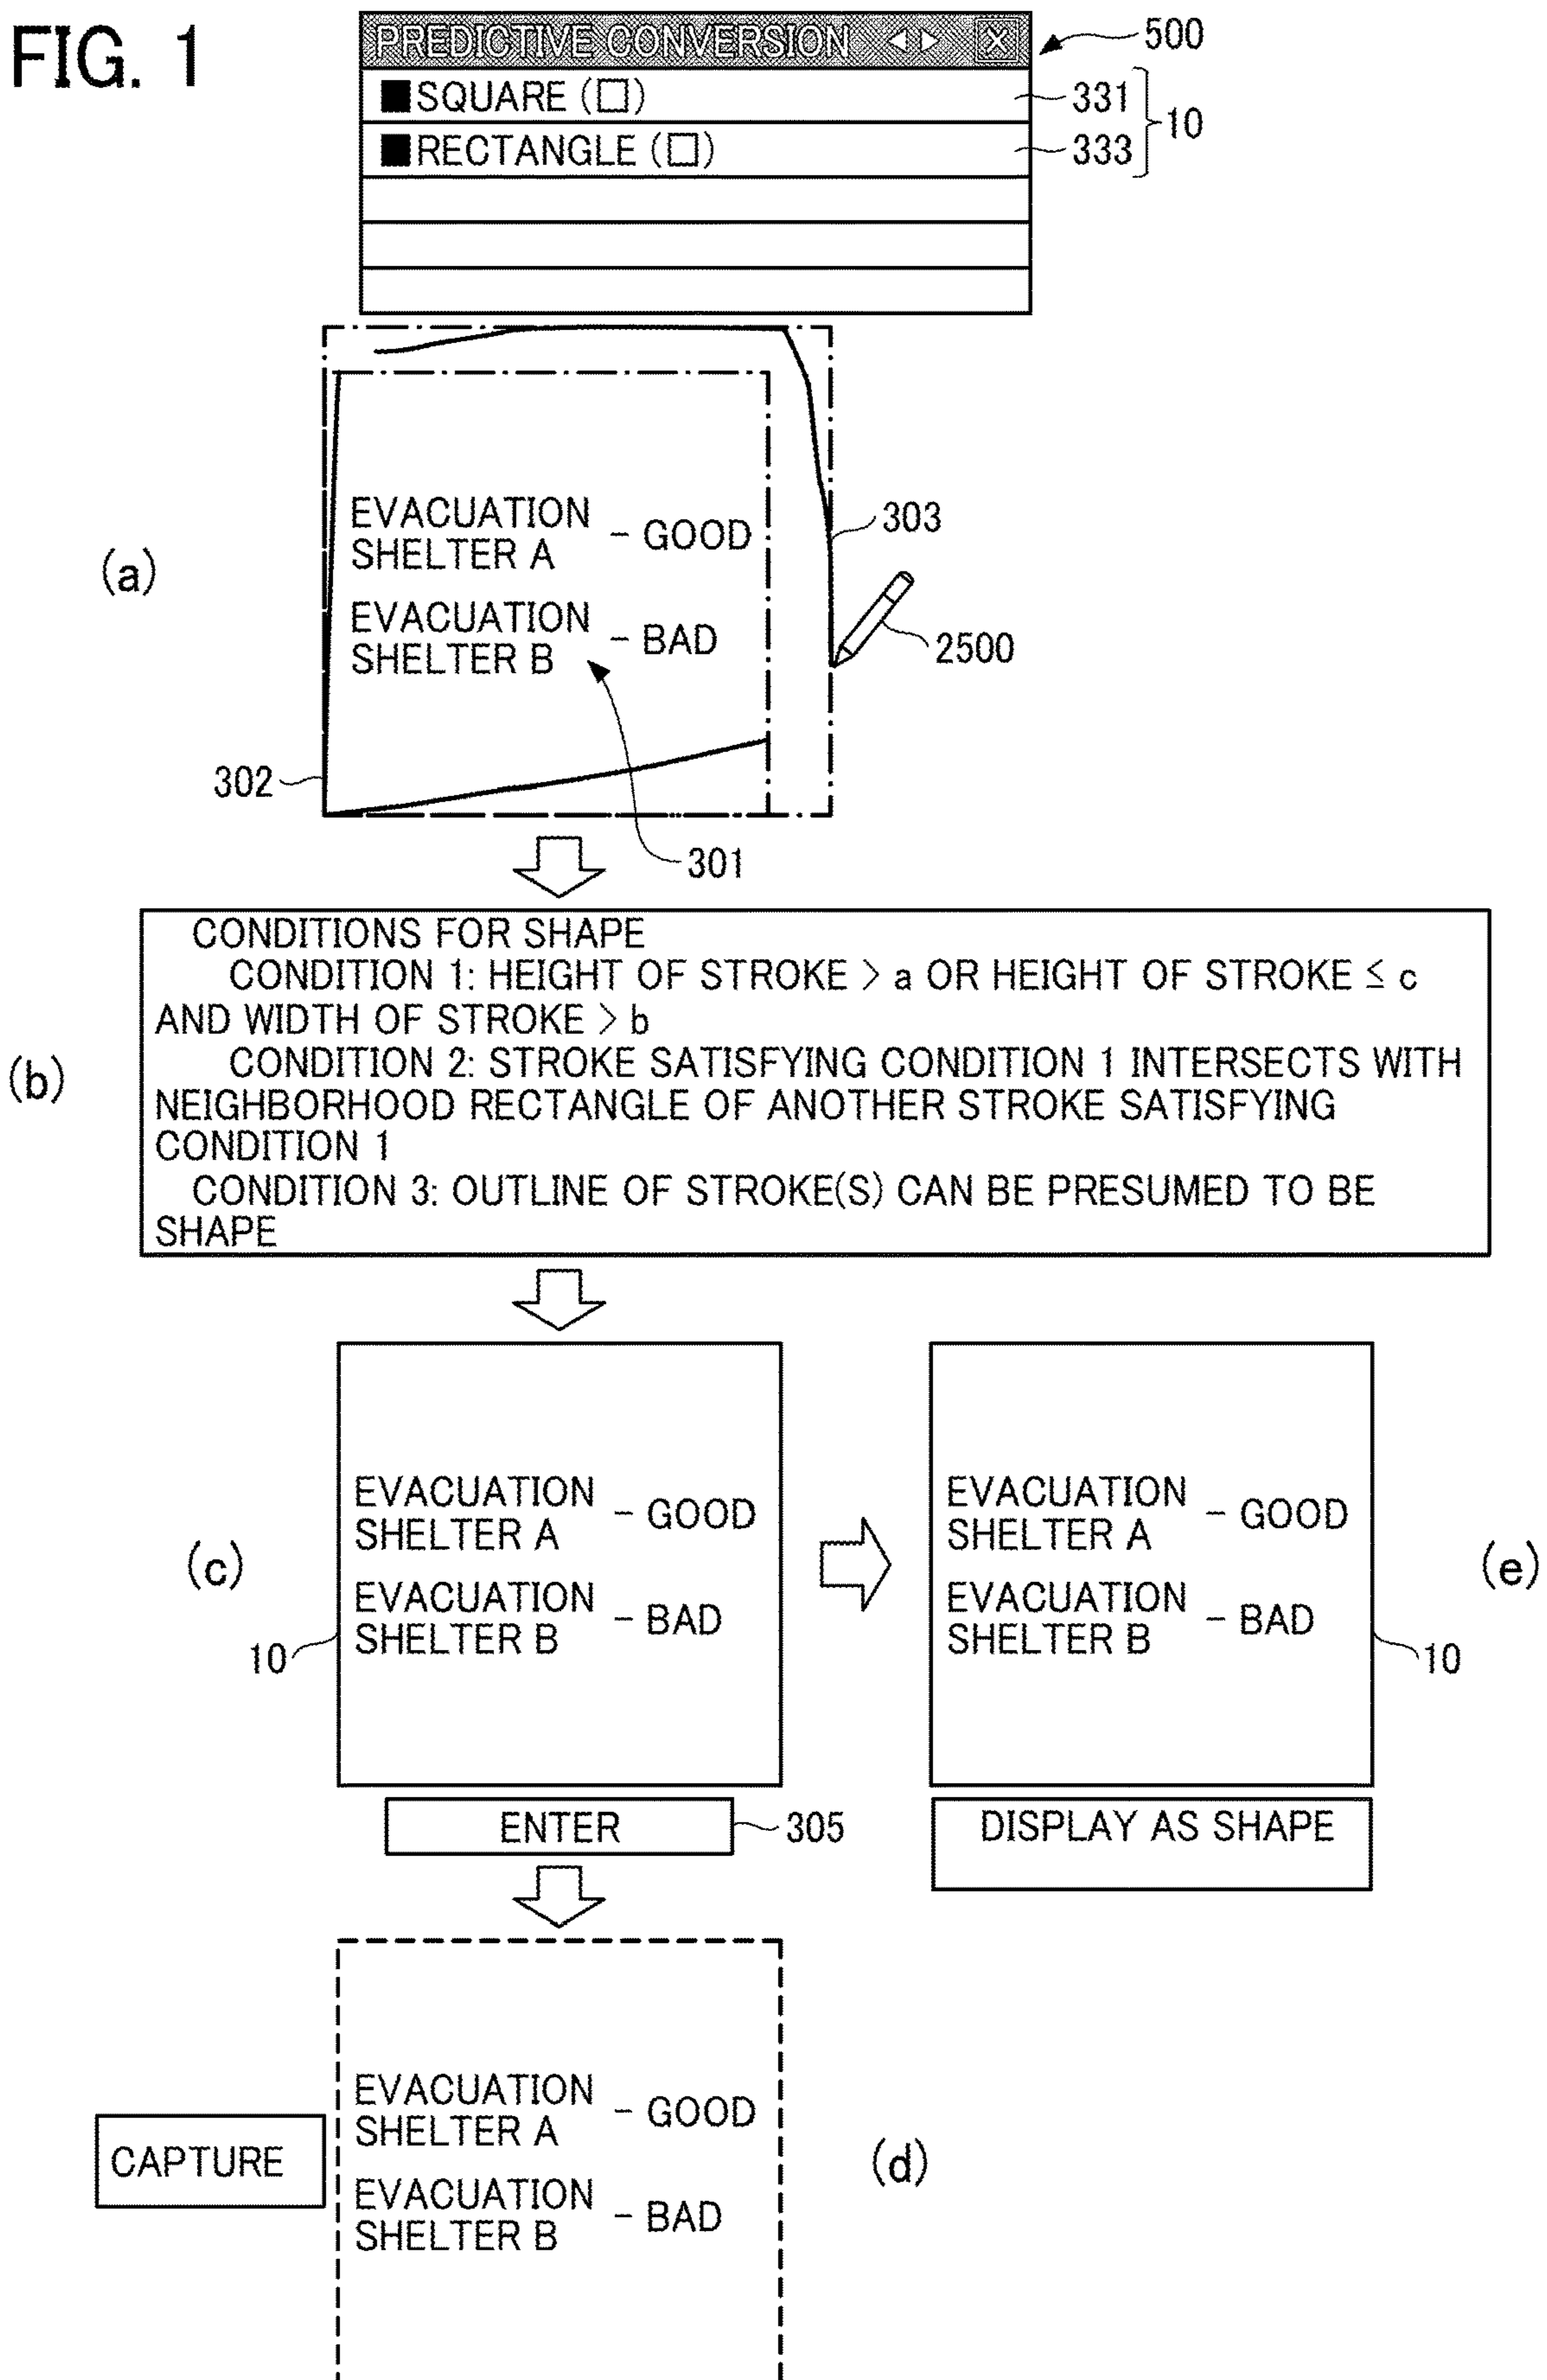 FIG. 1
PREDICTIVE CONVERSION
500
■SQUARE (□)
331
10
■RECTANGLE (□)
333
(a)
EVACUATION
SHELTER A
- GOOD
303
EVACUATION
SHELTER B
- BAD
2500
302
301
(b)
CONDITIONS FOR SHAPE
CONDITION 1: HEIGHT OF STROKE > a OR HEIGHT OF STROKE ≤ c
AND WIDTH OF STROKE > b
CONDITION 2: STROKE SATISFYING CONDITION 1 INTERSECTS WITH
NEIGHBORHOOD RECTANGLE OF ANOTHER STROKE SATISFYING
CONDITION 1
CONDITION 3: OUTLINE OF STROKE(S) CAN BE PRESUMED TO BE
SHAPE
(c)
EVACUATION
SHELTER A
- GOOD
EVACUATION
SHELTER B
- BAD
10
ENTER
305
(e)
EVACUATION
SHELTER A
- GOOD
EVACUATION
SHELTER B
- BAD
10
DISPLAY AS SHAPE
CAPTURE
EVACUATION
SHELTER A
- GOOD
EVACUATION
SHELTER B
- BAD
(d)